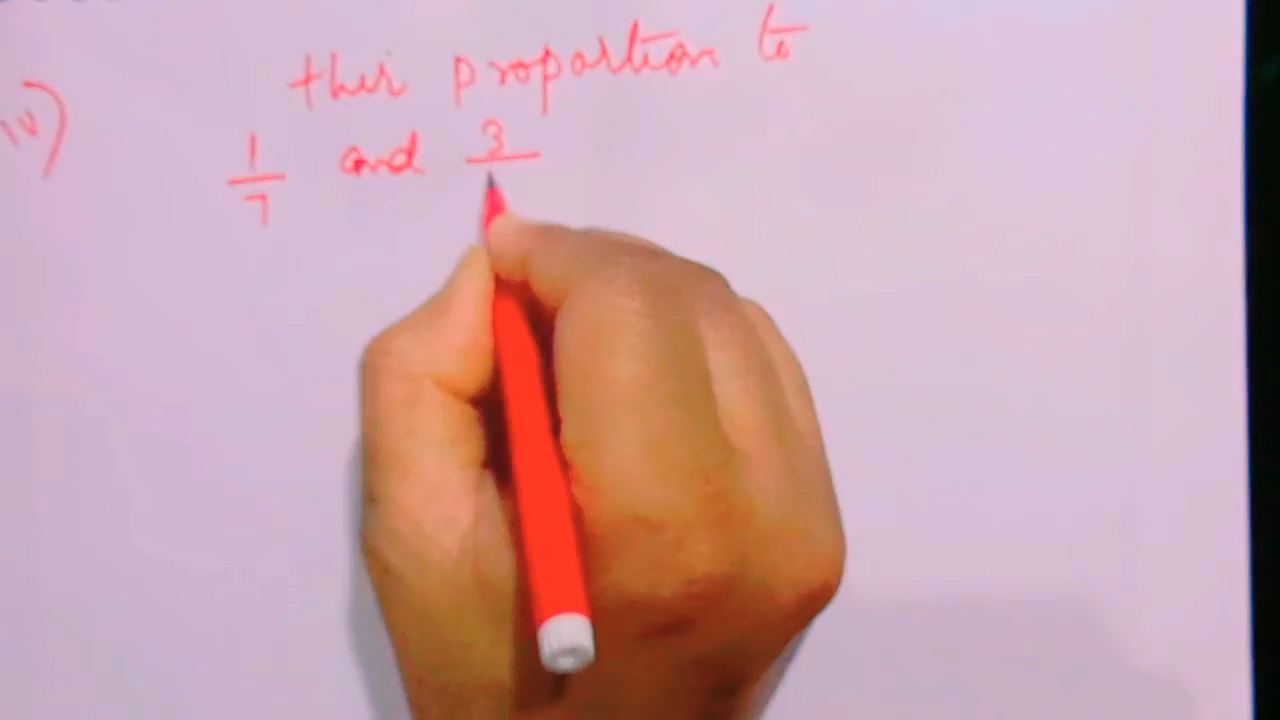 iv) thir proportion to
1/7 and 3/